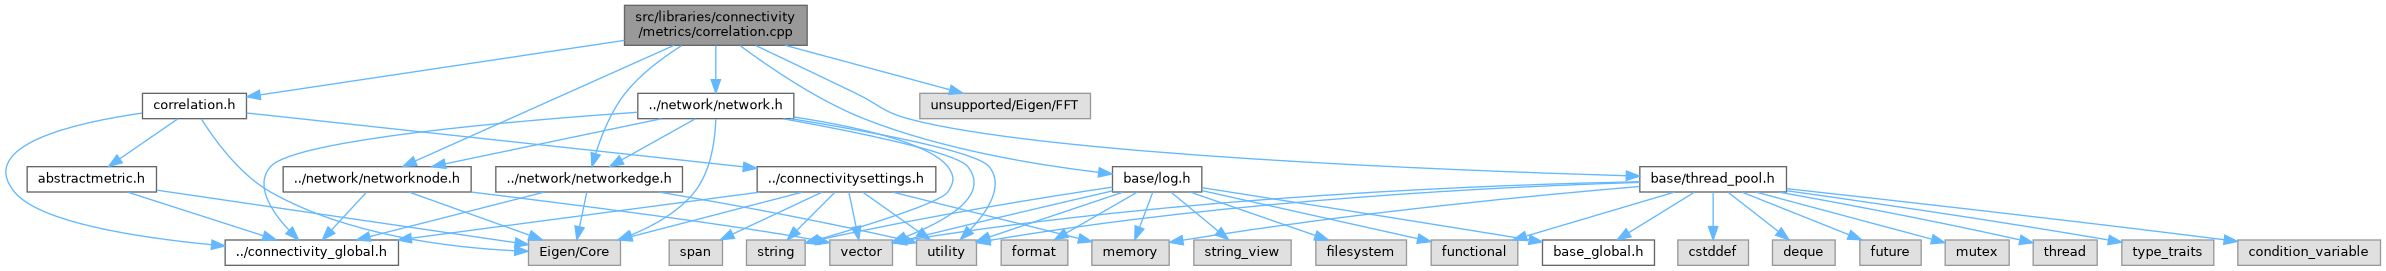 src/libraries/connectivity
/metrics/correlation.cpp
correlation.h
../network/network.h
unsupported/Eigen/FFT
abstractmetric.h
../network/networknode.h
../network/networkedge.h
../connectivitysettings.h
base/log.h
base/thread_pool.h
../connectivity_global.h
Eigen/Core
span
string
vector
utility
format
memory
string_view
filesystem
functional
base_global.h
cstddef
deque
future
mutex
thread
type_traits
condition_variable